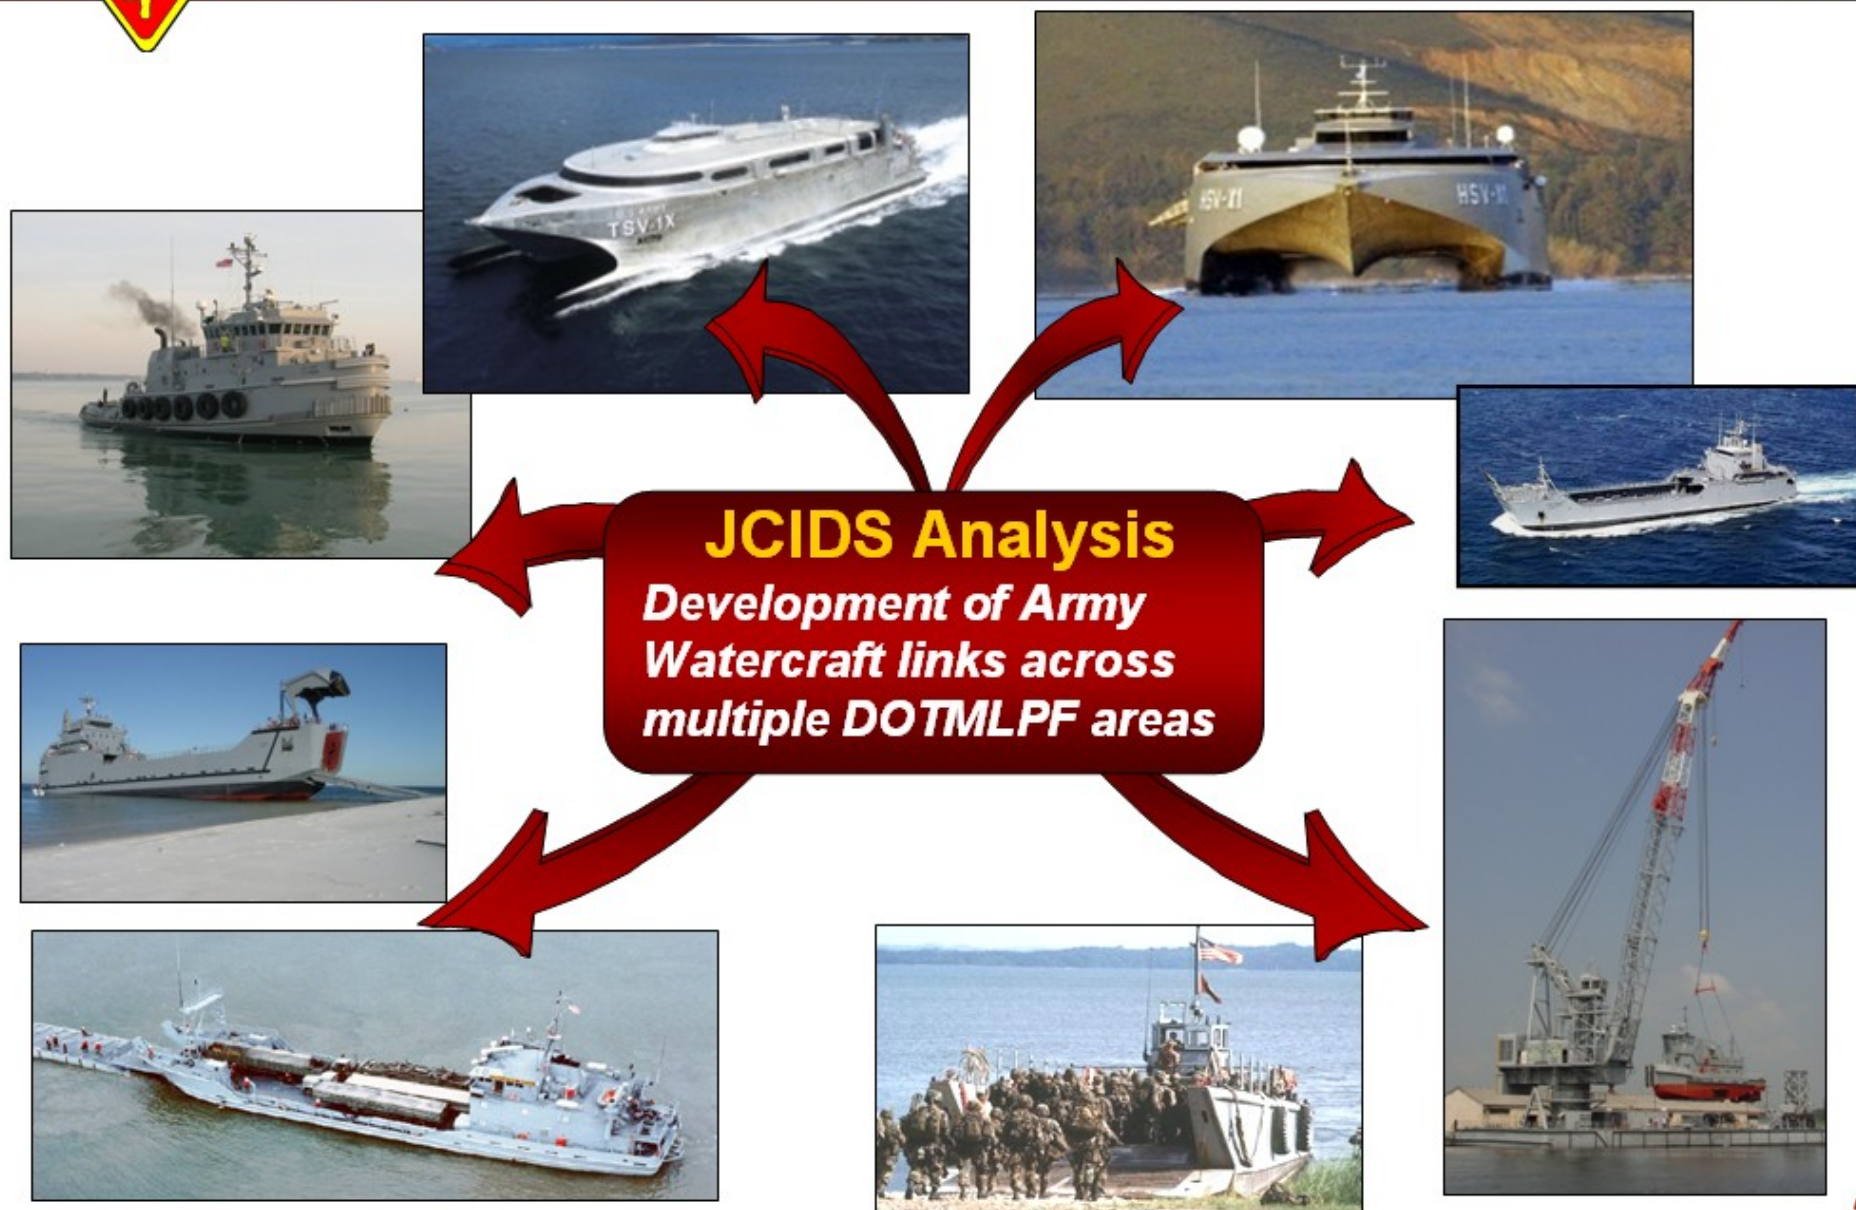 TSV-1X
HSV-X1
HSV-X1
JCIDS Analysis
Development of Army
Watercraft links across
multiple DOTMLPF areas